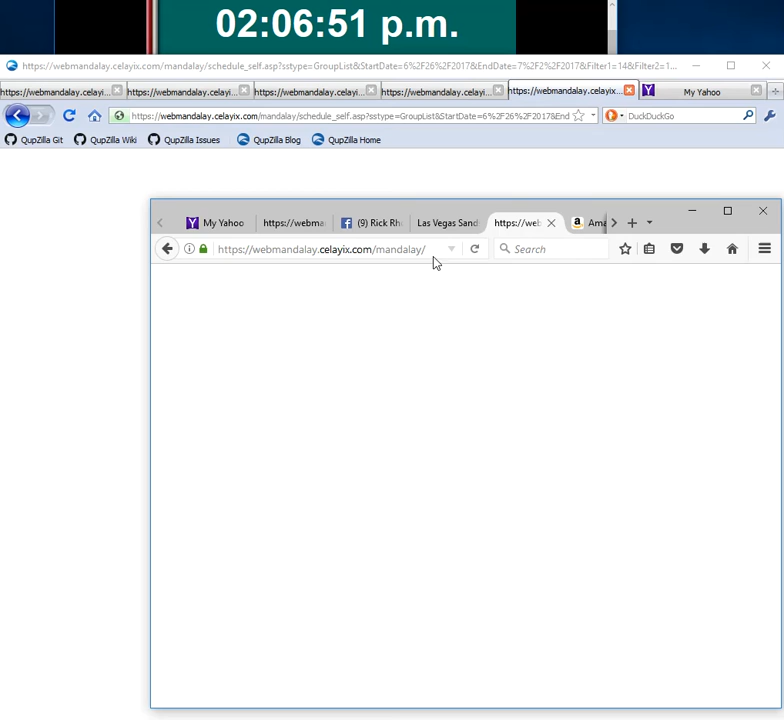 02:06:51 p.m.
https://webmandalay.celayix.com/mandalay/schedule_self.asp?sstype=GroupList&StartDate=6%2F26%2F2017&EndDate=7%2F2%2F2017&Filter1=14&Filter2=1...
https://webmandalay.celayi... https://webmandalay.celayi... https://webmandalay.celayi... https://webmandalay.celayi... https://webmandalay.celayix... My Yahoo
https://webmandalay.celayix.com/mandalay/schedule_self.asp?sstype=GroupList&StartDate=6%2F26%2F2017&End DuckDuckGo
QupZilla Git QupZilla Wiki QupZilla Issues QupZilla Blog QupZilla Home
My Yahoo https://webma (9) Rick Rh Las Vegas Sand https://web a Ama
https://webmandalay.celayix.com/mandalay/ Search